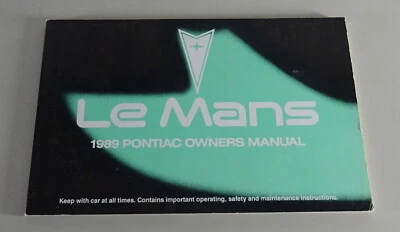 Le Mans
1989 PONTIAC OWNERS MANUAL
Keep with car at all times. Contains important operating, safety and maintenance instructions.